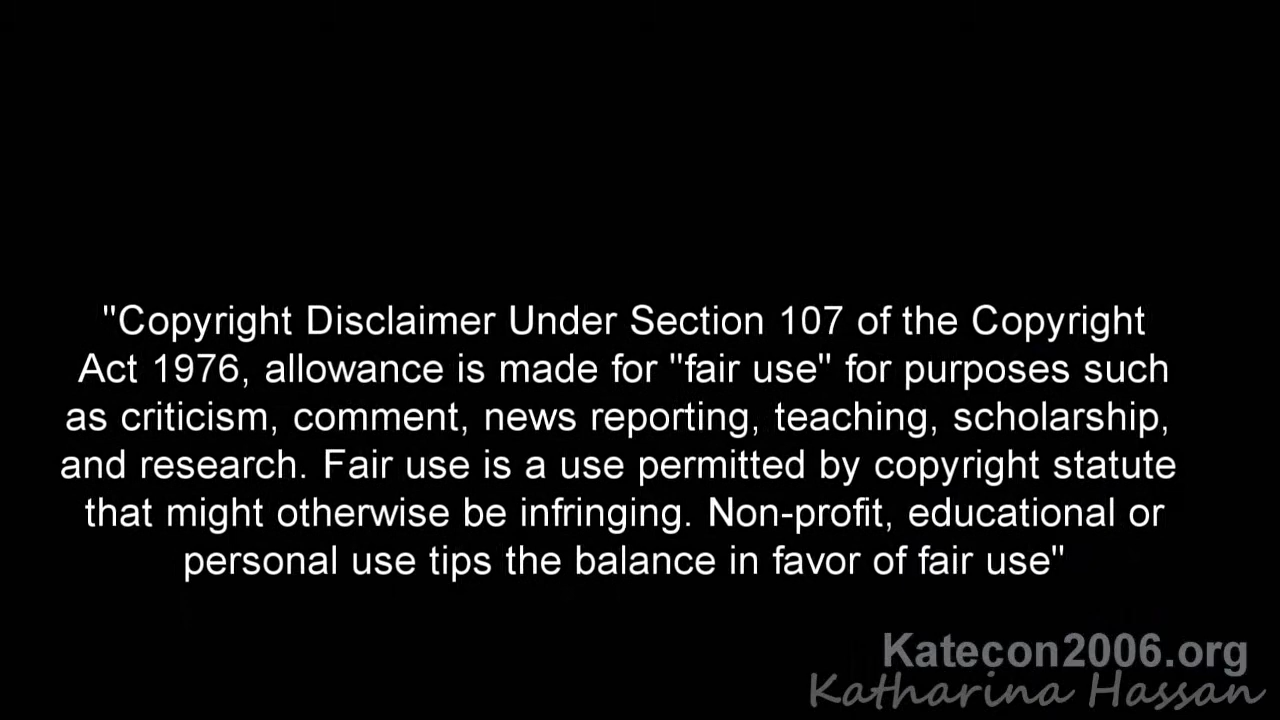 "Copyright Disclaimer Under Section 107 of the Copyright
Act 1976, allowance is made for "fair use" for purposes such
as criticism, comment, news reporting, teaching, scholarship,
and research. Fair use is a use permitted by copyright statute
that might otherwise be infringing. Non-profit, educational or
personal use tips the balance in favor of fair use"
Katecon2006.org
Katharina Hassan